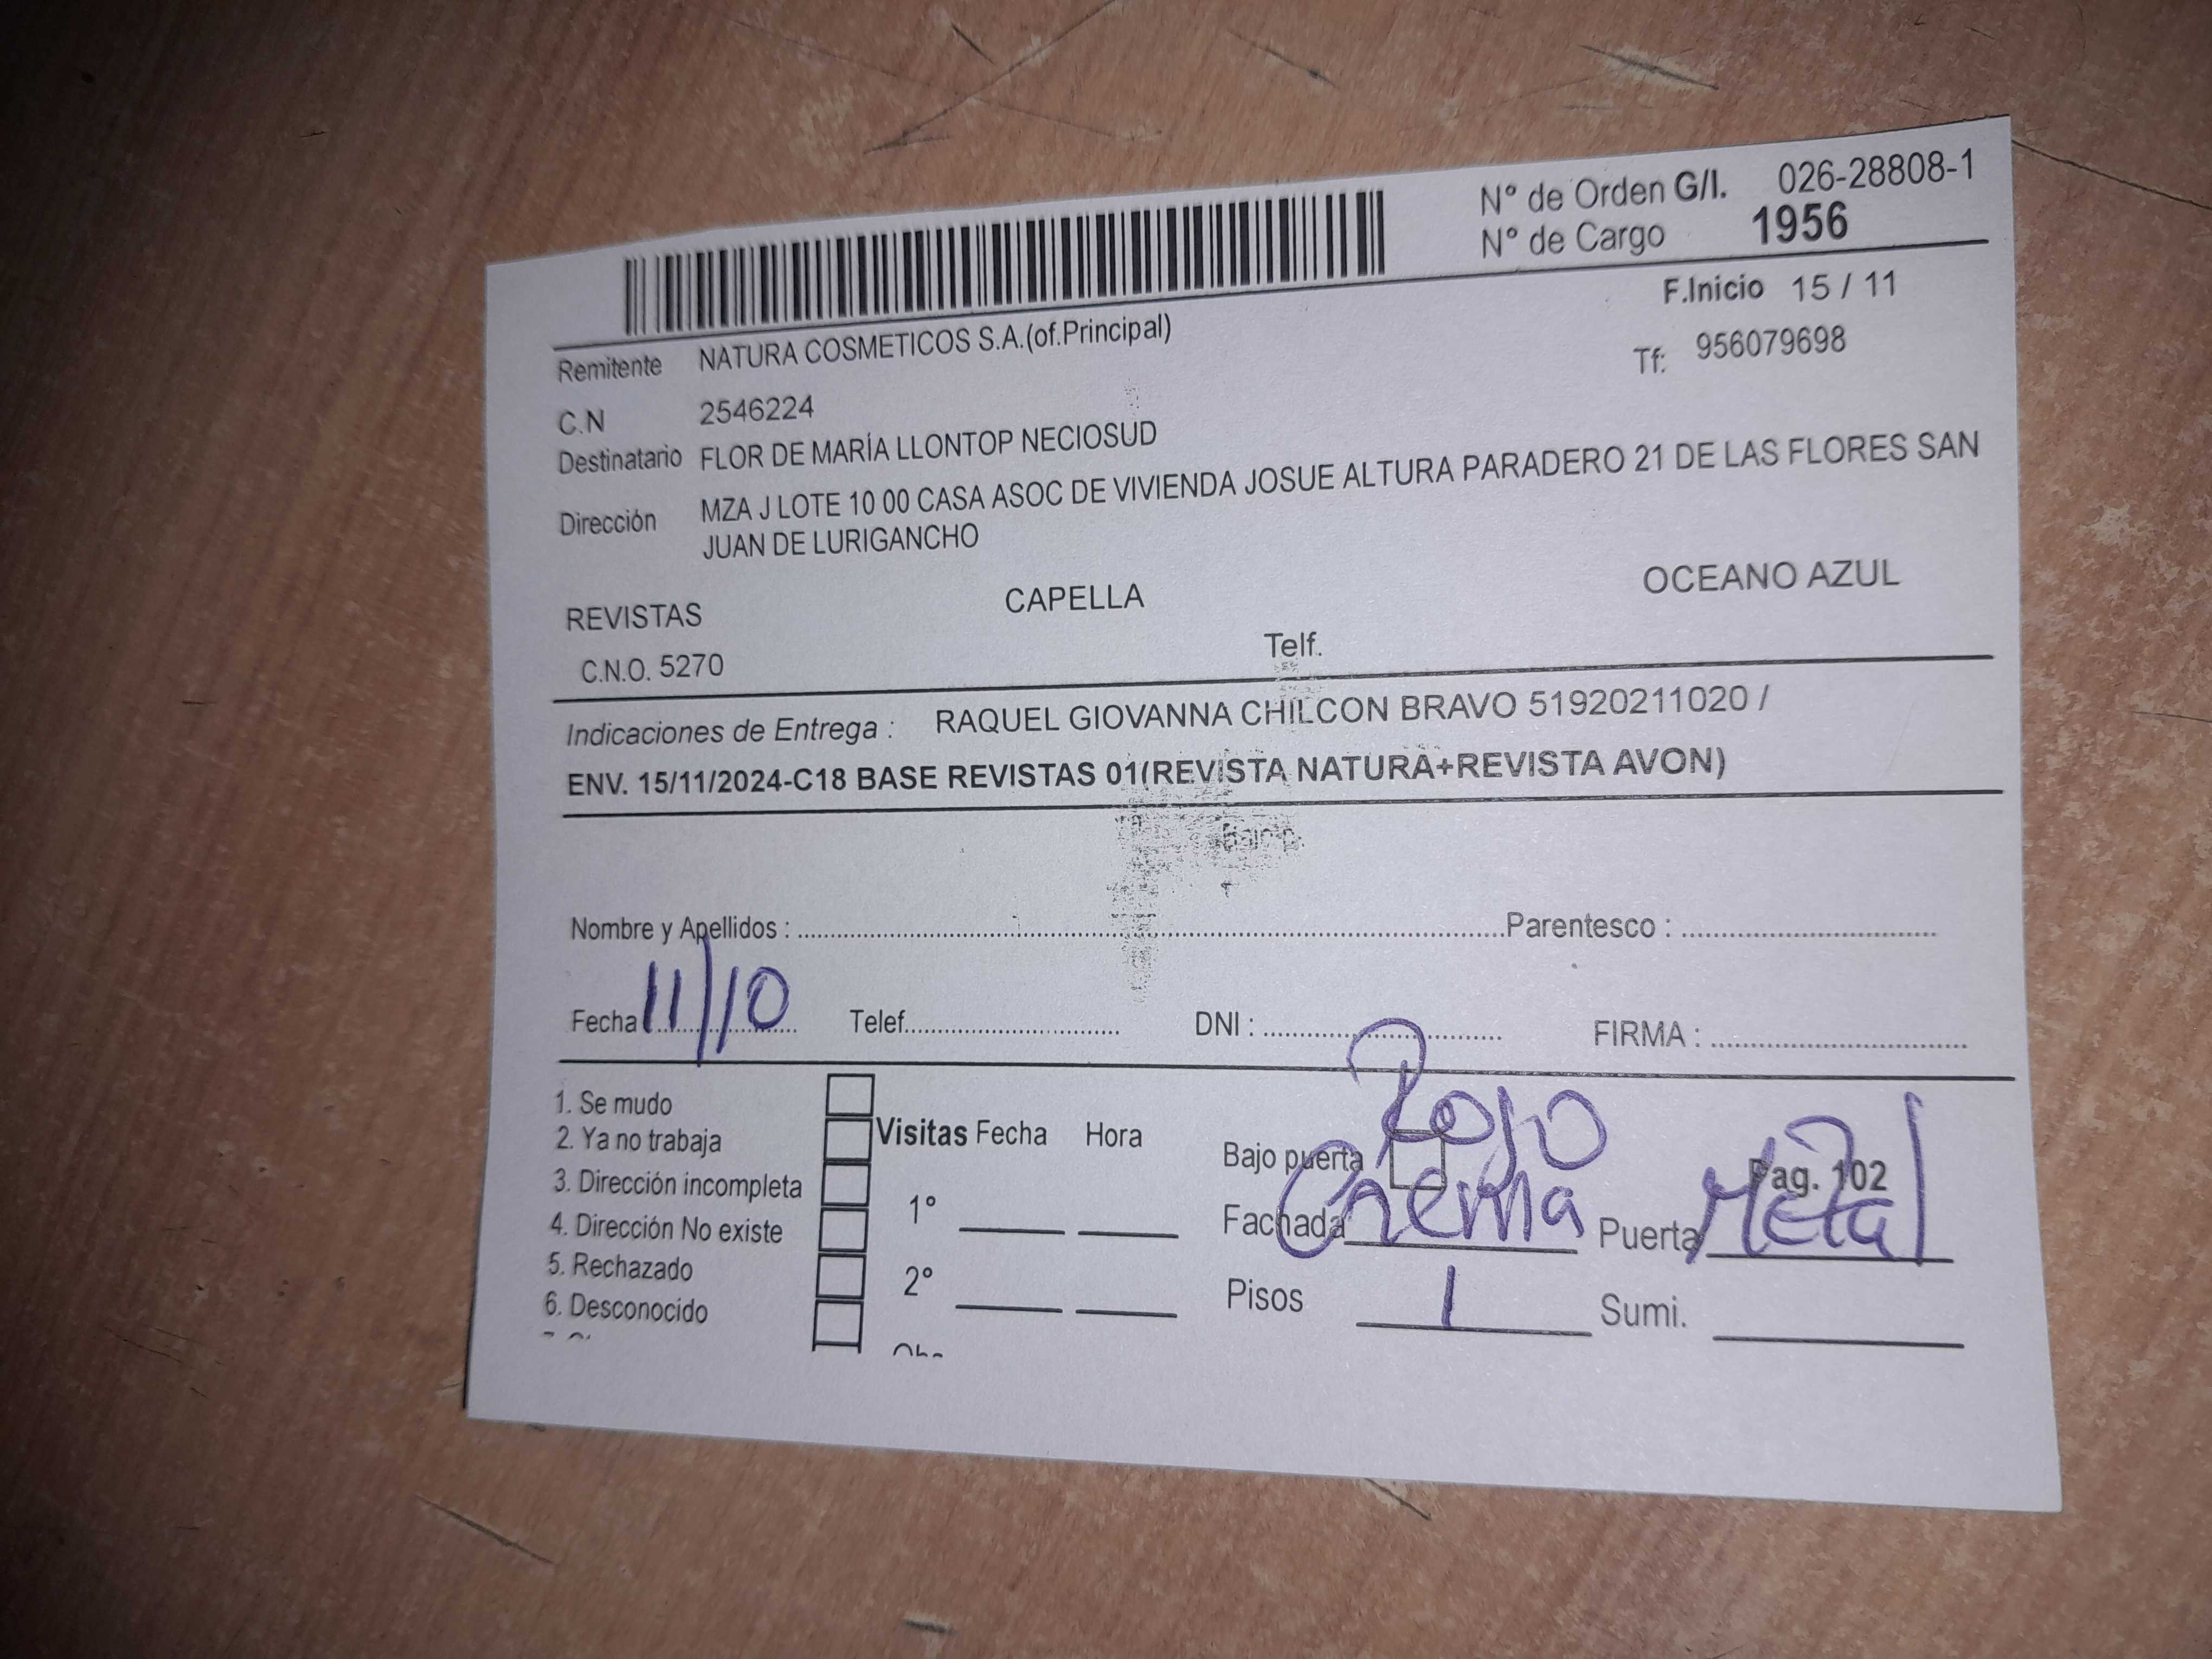 N° de Orden G/I. 026-28808-1
N° de Cargo 1956
F.Inicio 15 / 11
Remitente NATURA COSMETICOS S.A.(of.Principal)
Tf: 956079698
C.N 2546224
Destinatario FLOR DE MARÍA LLONTOP NECIOSUD
Dirección MZA J LOTE 10 00 CASA ASOC DE VIVIENDA JOSUE ALTURA PARADERO 21 DE LAS FLORES SAN
JUAN DE LURIGANCHO
REVISTAS CAPELLA OCEANO AZUL
C.N.O. 5270 Telf.
Indicaciones de Entrega : RAQUEL GIOVANNA CHILCON BRAVO 51920211020 /
ENV. 15/11/2024-C18 BASE REVISTAS 01(REVISTA NATURA+REVISTA AVON)
Nombre y Apellidos : Parentesco :
Fecha 11/10 Telef. DNI : FIRMA :
1. Se mudo
2. Ya no trabaja
3. Dirección incompleta
4. Dirección No existe
5. Rechazado
6. Desconocido
Visitas Fecha Hora
1°
2°
Rojo
Bajo puerta
Pag. 102
Fachada Crema Puerta Metal
Pisos 1 Sumi.